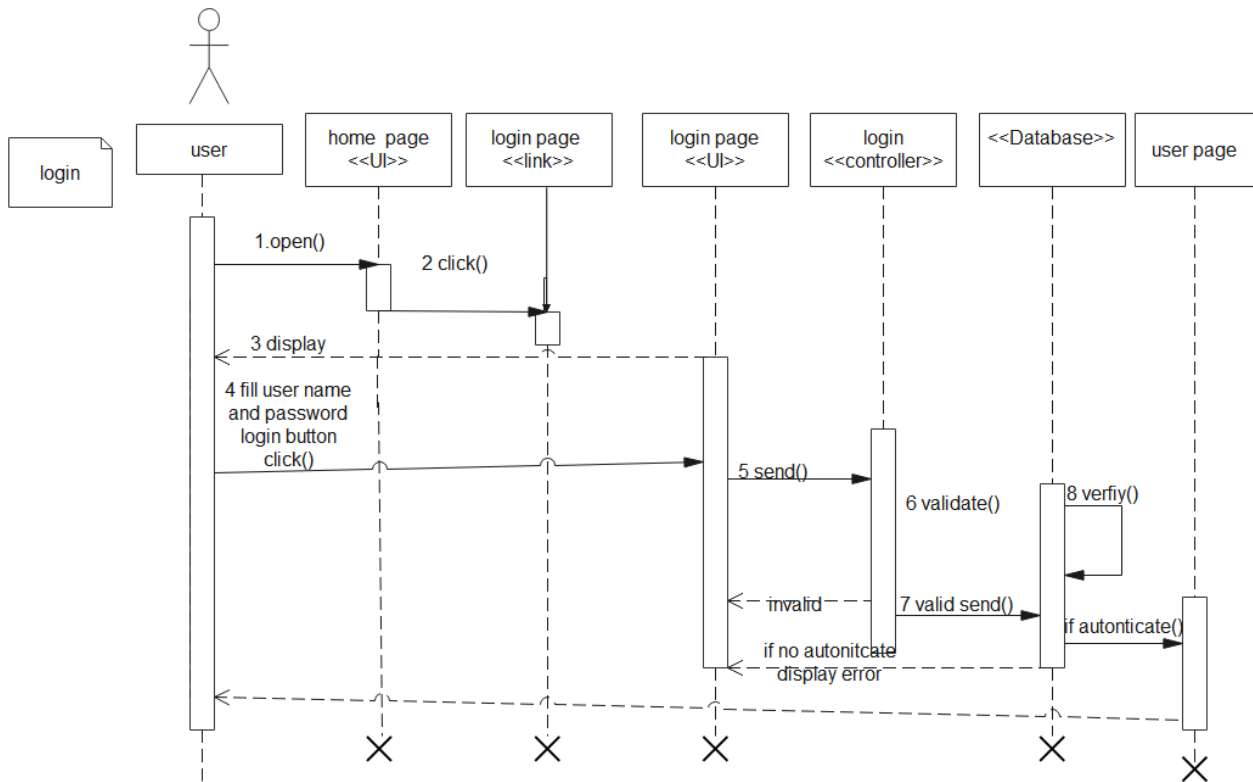 login
user
home page
<<UI>>
login page
<<link>>
login page
<<UI>>
login
<<controller>>
<<Database>>
user page
1.open()
2 click()
3 display
4 fill user name
and password
login button
click()
5 send()
6 validate()
8 verfiy()
invalid
7 valid send()
if autonticate()
if no autonitcate
display error